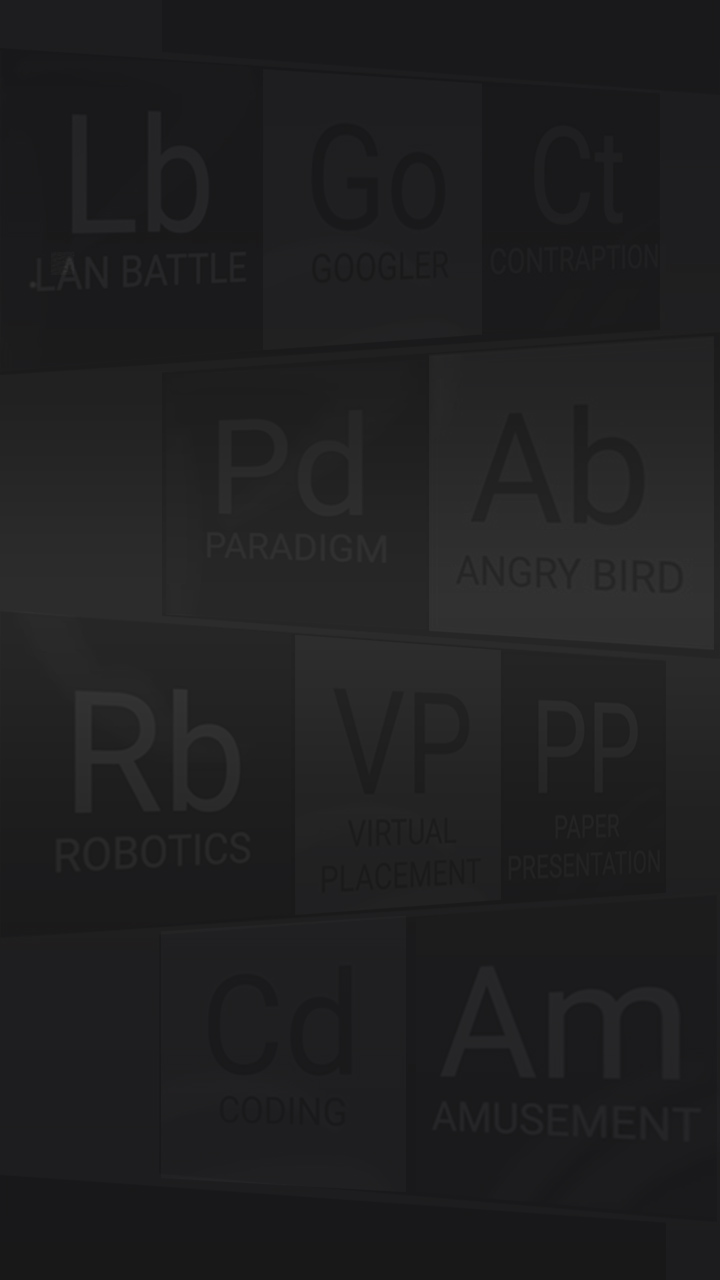 Lb
LAN BATTLE
Go
GOOGLER
Ct
CONTRAPTION
Pd
PARADIGM
Ab
ANGRY BIRD
Rb
ROBOTICS
VP
VIRTUAL
PLACEMENT
PP
PAPER
PRESENTATION
Cd
CODING
Am
AMUSEMENT